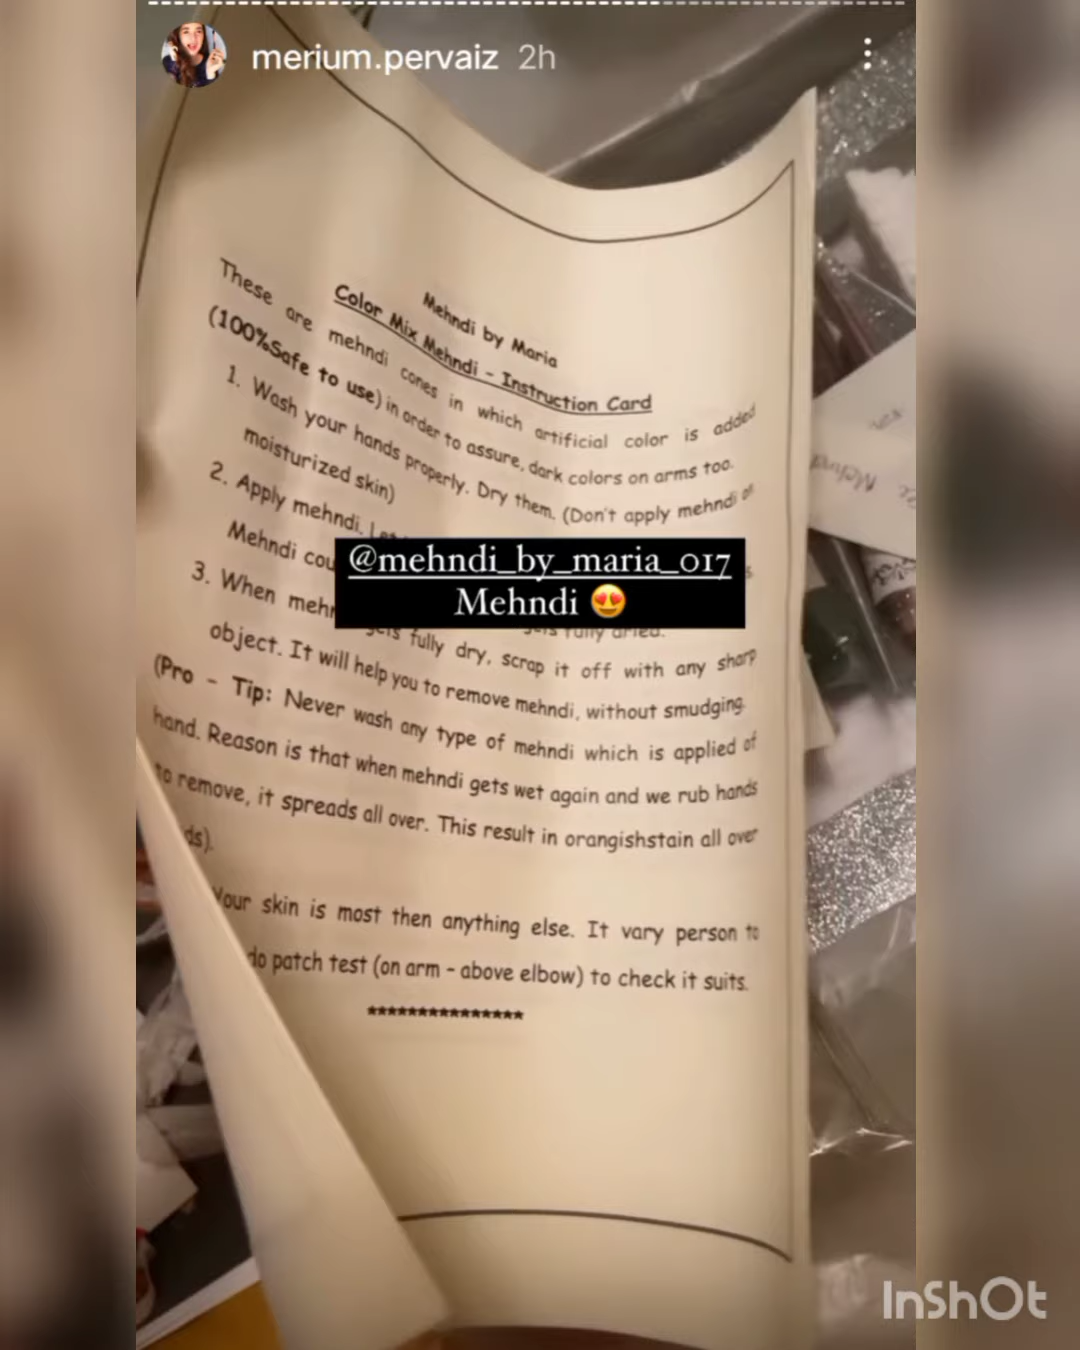 merium.pervaiz 2h
Mehndi by Maria
Color Mix Mehndi - Instruction Card
These are mehndi cones in which artificial color is added
(100%Safe to use) in order to assure, dark colors on arms too.
1. Wash your hands properly. Dry them. (Don't apply mehndi on
moisturized skin)
2. Apply mehndi. Let
Mehndi
@mehndi_by_maria_017
Mehndi 😍
3. When
gets fully dried.
gets fully dry, scrap it off with any sharp
object. It will help you to remove mehndi, without smudging.
(Pro - Tip: Never wash any type of mehndi which is applied of
hand. Reason is that when mehndi gets wet again and we rub hands
to remove, it spreads all over. This result in orangishstain all over
ds).
Your skin is most then anything else. It vary person to
do patch test (on arm - above elbow) to check it suits.
***************
InShOt